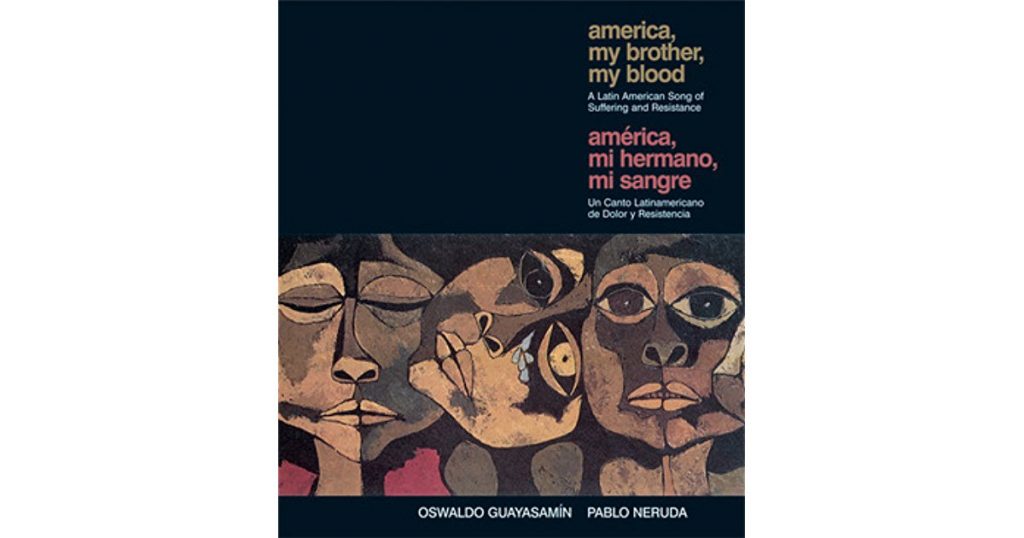 america,
my brother,
my blood
A Latin American Song of
Suffering and Resistance
américa,
mi hermano,
mi sangre
Un Canto Latinamericano
de Dolor y Resistencia
OSWALDO GUAYASAMÍN PABLO NERUDA